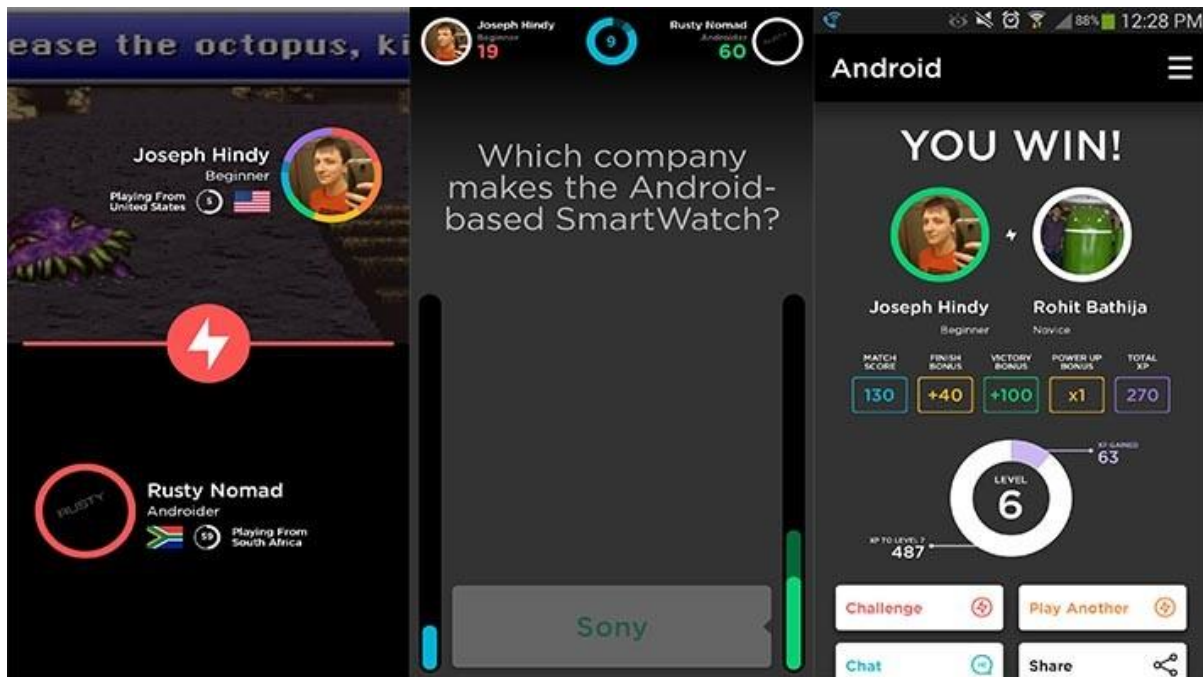 ease the octopus, ki
Joseph Hindy
Beginner
Playing From
United States
5
RUSTY
Rusty Nomad
Androider
59
Playing From
South Africa
Joseph Hindy
Beginner
19
9
Rusty Nomad
Androider
60
RUSTY
Which company
makes the Android-
based SmartWatch?
Sony
88% 12:28 PM
Android
YOU WIN!
Joseph Hindy
Beginner
Rohit Bathija
Novice
MATCH
SCORE
FINISH
BONUS
VICTORY
BONUS
POWER UP
BONUS
TOTAL
XP
130
+40
+100
x1
270
XP GAINED
63
LEVEL
6
XP TO LEVEL 7
487
Challenge
Play Another
Chat
Share